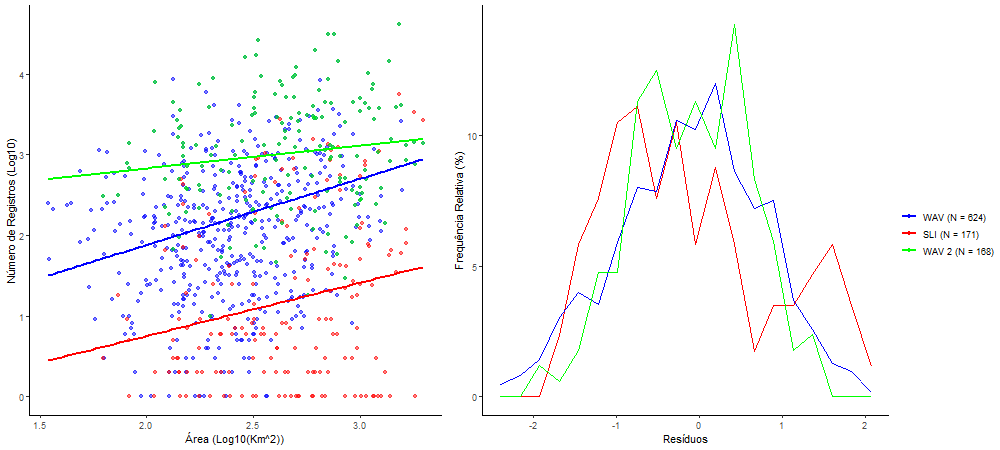 Número de Registros (Log10)
4
3
2
1
0
1.5
2.0
2.5
3.0
Área (Log10(Km^2))
Frequência Relativa (%)
10
5
0
-2
-1
0
1
2
Resíduos
WAV (N = 624)
SLI (N = 171)
WAV 2 (N = 168)